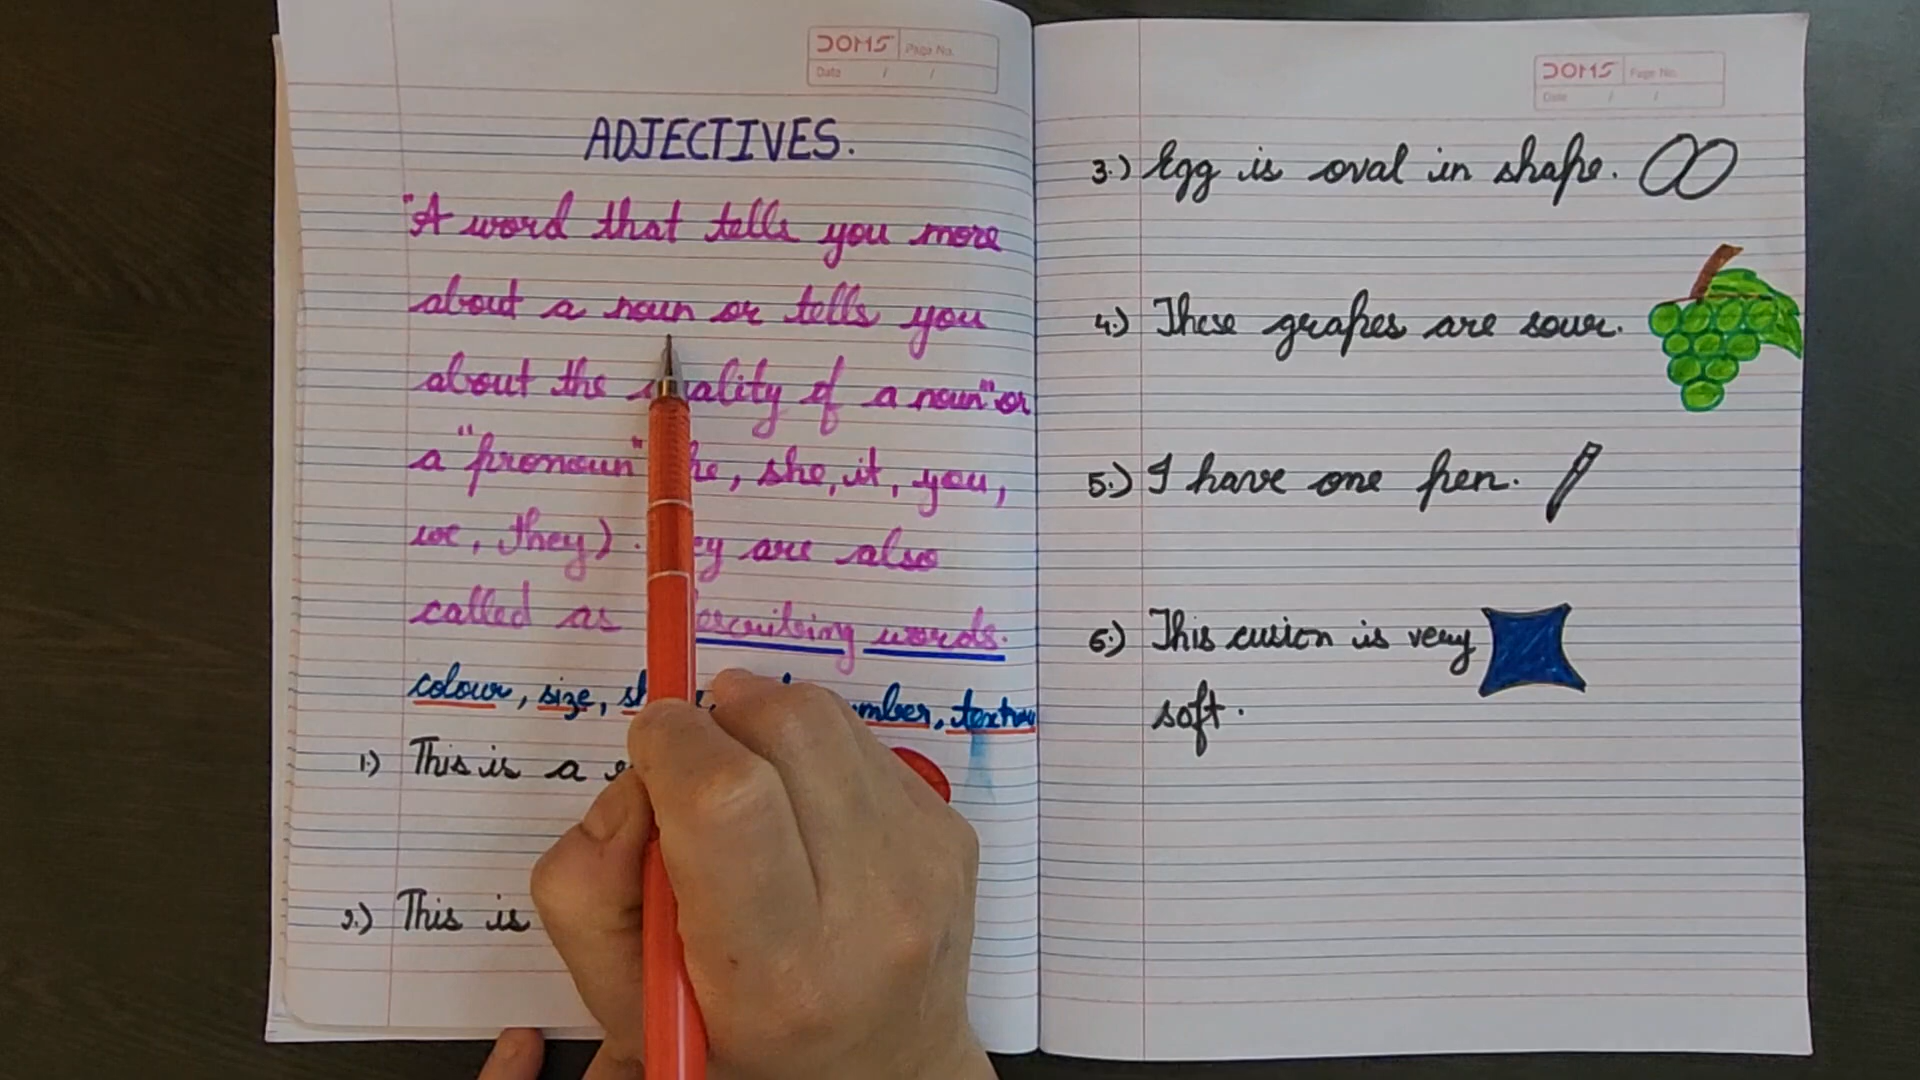 DOMS Page No.
Date / /
ADJECTIVES.
"A word that tells you more
about a noun or tells you
about the quality of a noun" or
a "pronoun" he, she, it, you,
we, they). are also
called as words.
colour, size,
1.) This is a
2.) This is
DOMS Page No.
Date / /
3.) Egg is oval in shape.
4.) These grapes are sour.
5.) I have one pen.
6.) This cusion is very
soft.